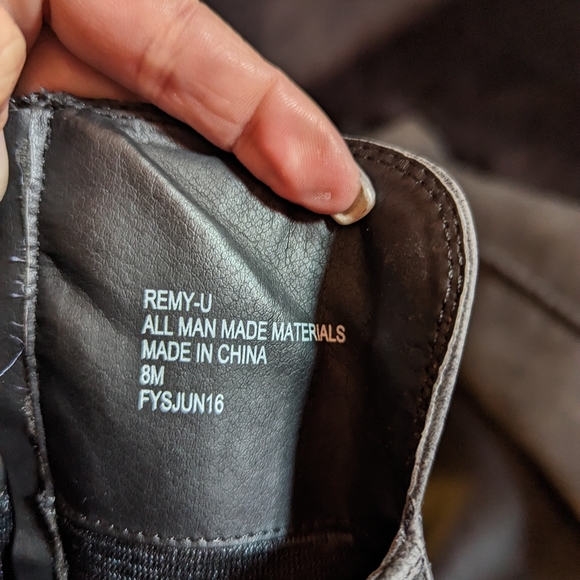 REMY-U
ALL MAN MADE MATERIALS
MADE IN CHINA
8M
FYSJUN16